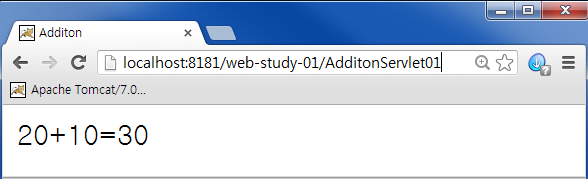 Additon
localhost:8181/web-study-01/AdditonServlet01
Apache Tomcat/7.0...
20+10=30